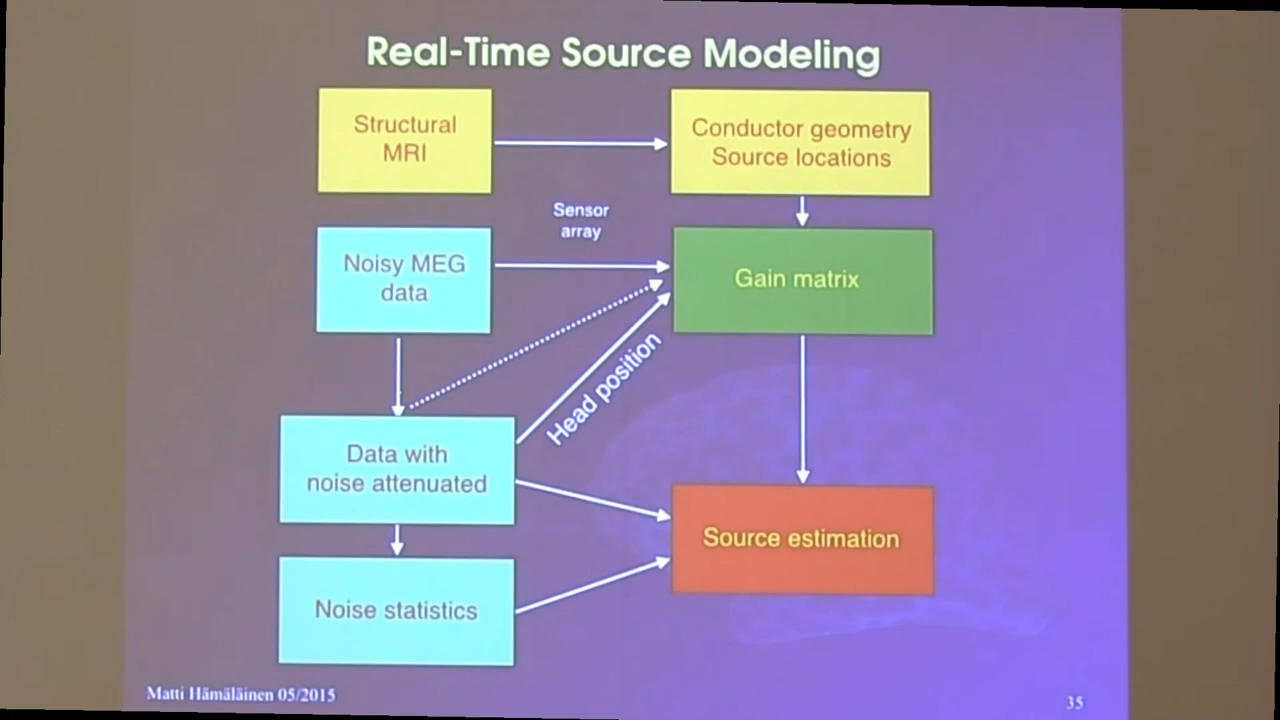 Real-Time Source Modeling
Structural
MRI
Conductor geometry
Source locations
Sensor
array
Noisy MEG
data
Gain matrix
Head position
Data with
noise attenuated
Source estimation
Noise statistics
Matti Hämäläinen 05/2015
35